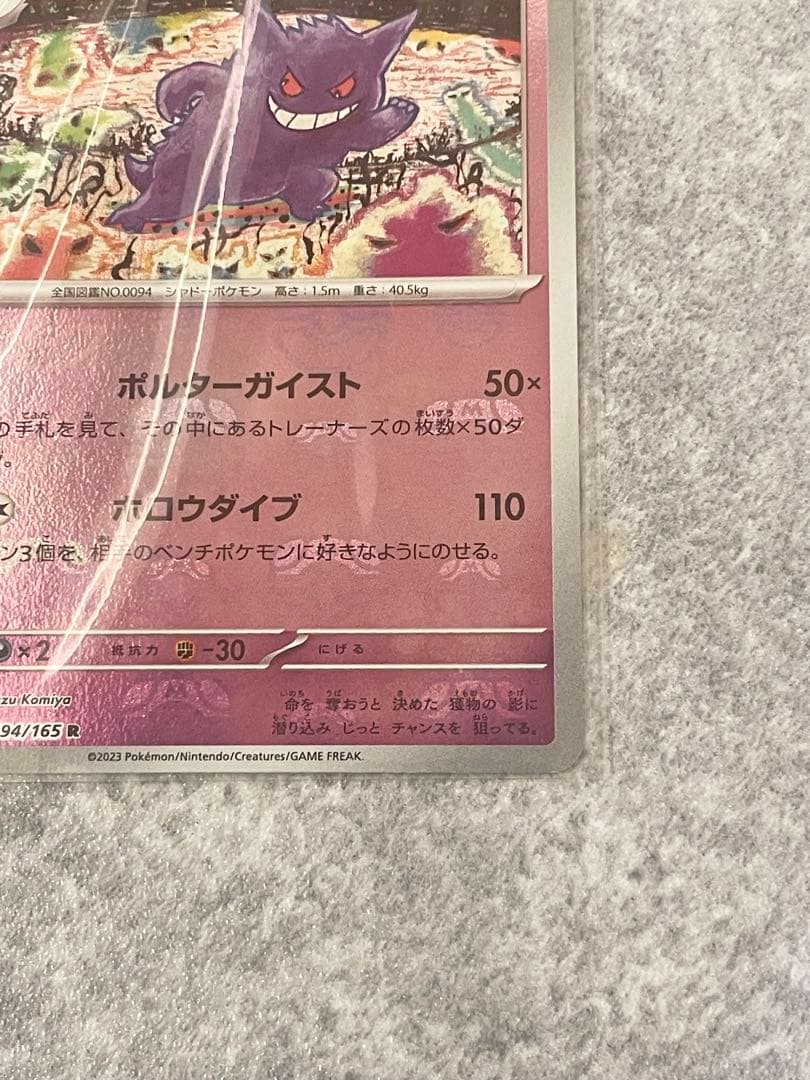 全国図鑑NO.0094 シャドーポケモン 高さ：1.5m 重さ：40.5kg
ポルターガイスト 50×
の手札を見て、その中にあるトレーナーズの枚数×50ダ
。
ホロウダイブ 110
ン3個を、相手のベンチポケモンに好きなようにのせる。
×2 抵抗力 -30 にげる
zu Komiya
命を奪おうと 決めた 獲物の 影に
潜り込み じっと チャンスを 狙ってる。
94/165 R
©2023 Pokémon/Nintendo/Creatures/GAME FREAK.